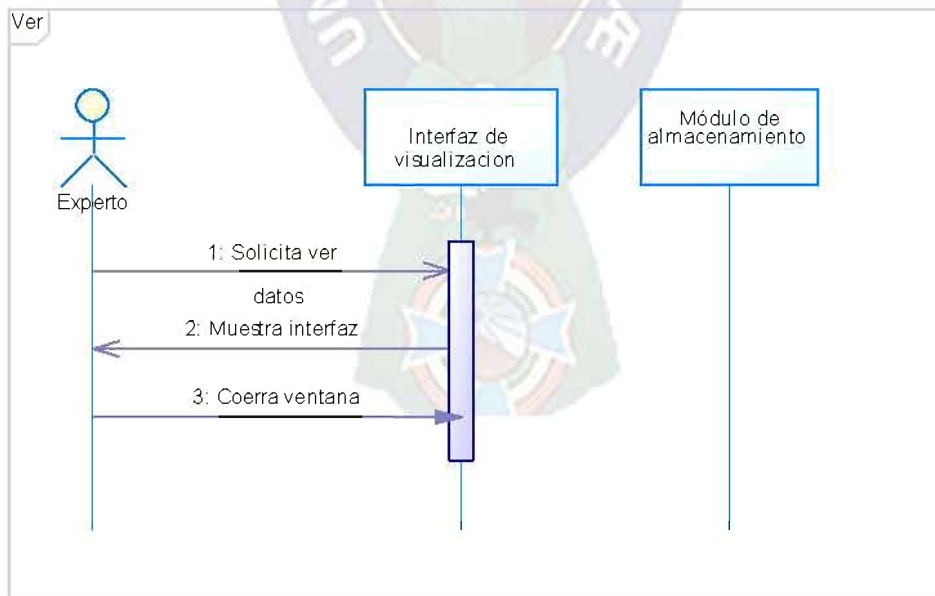 Ver
Experto
Interfaz de
visualizacion
Módulo de
almacenamiento
1: Solicita ver
datos
2: Muestra interfaz
3: Coerra ventana